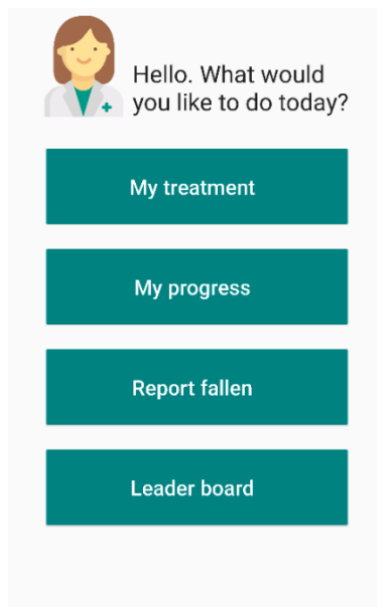 Hello. What would
you like to do today?
My treatment
My progress
Report fallen
Leader board